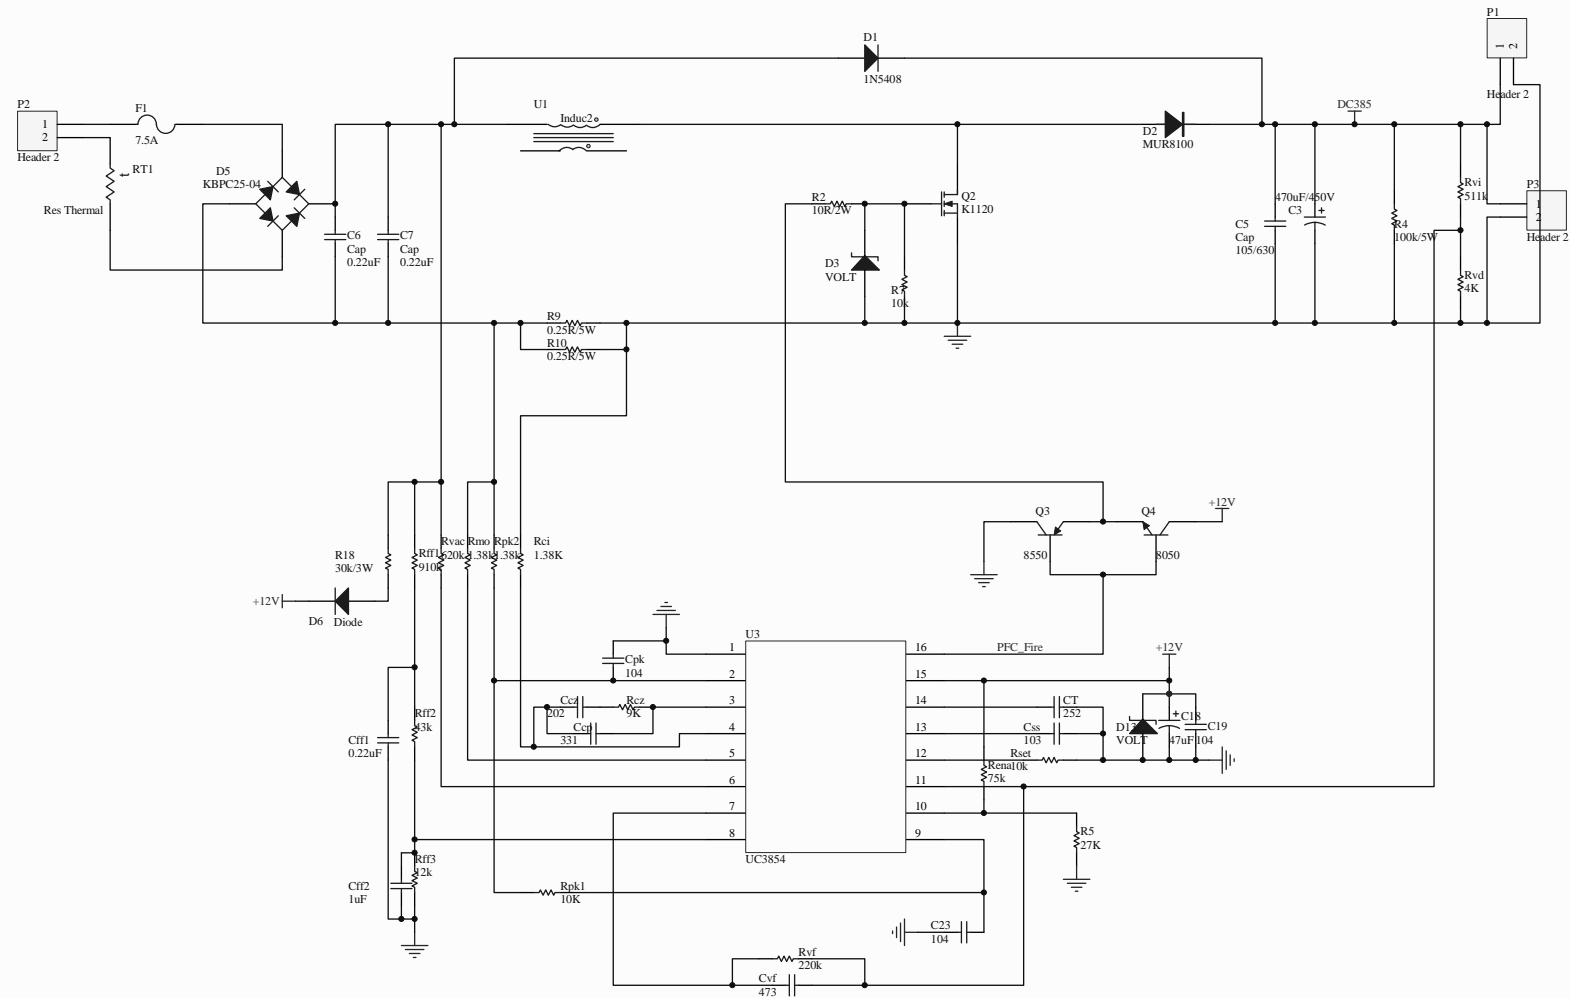 P1
1
2
Header 2
D1
1N5408
P2
1
2
Header 2
F1
7.5A
RT1
t
Res Thermal
D5
KBPC25-04
U1
Induc2
D2
MUR8100
DC385
C6
Cap
0.22uF
C7
Cap
0.22uF
R2
10R/2W
Q2
K1120
D3
VOLT
10k
C5
Cap
105/630
470uF/450V
C3
+
R4
100k/5W
Rvi
511k
Rvd
4K
P3
1
2
Header 2
R9
0.25R/5W
R10
0.25R/5W
R18
30k/3W
Rff1
910k
Rvac
620k
Rmo
1.38k
Rpk2
1.38k
Rci
1.38K
+12V
D6
Diode
Q3
8550
Q4
8050
+12V
U3
UC3854
1
2
3
4
5
6
7
8
16
15
14
13
12
11
10
9
PFC_Fire
Cpk
104
Ccz
202
Rcz
9K
Ccp
331
+12V
CT
252
Css
103
Rset
10k
Rena
75k
D13
VOLT
+
C18
47uF
C19
104
Rff2
43k
Cff1
0.22uF
Rff3
12k
Cff2
1uF
R5
27K
Rpk1
10K
C23
104
Rvf
220k
Cvf
473